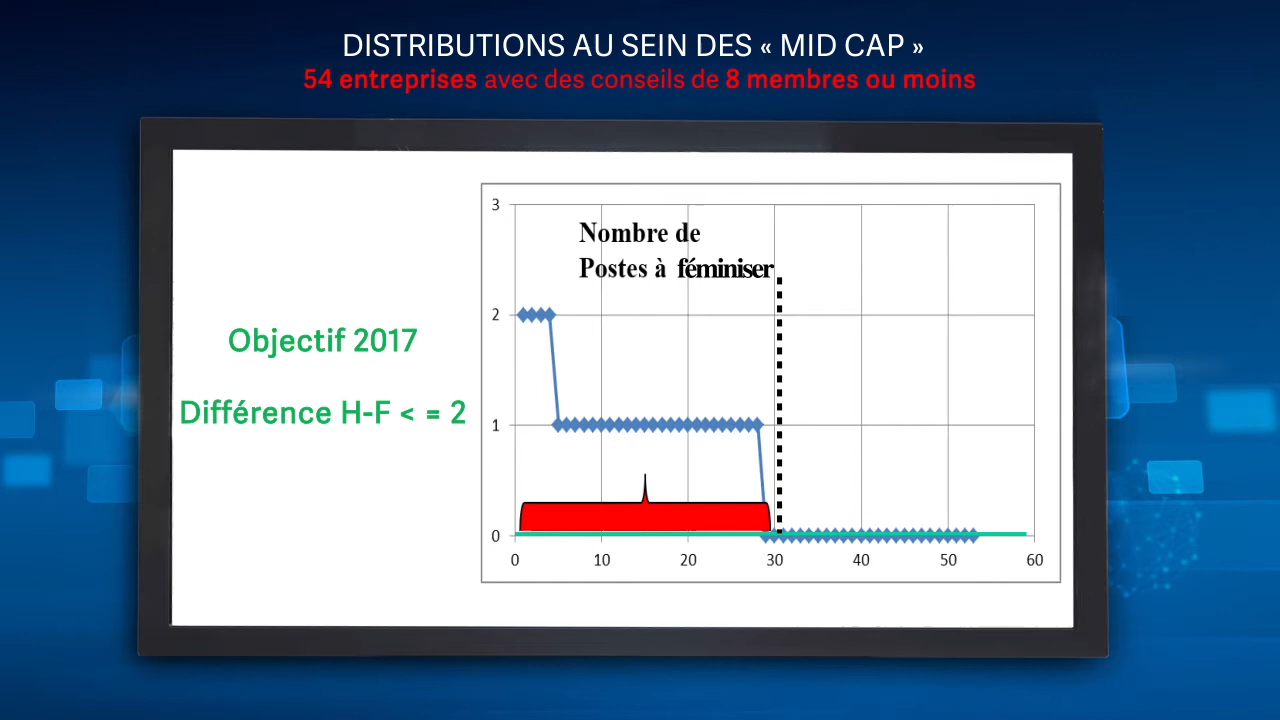 DISTRIBUTIONS AU SEIN DES « MID CAP »
54 entreprises avec des conseils de 8 membres ou moins
Objectif 2017
Différence H-F < = 2
Nombre de
Postes à féminiser
3
2
1
0
0 10 20 30 40 50 60